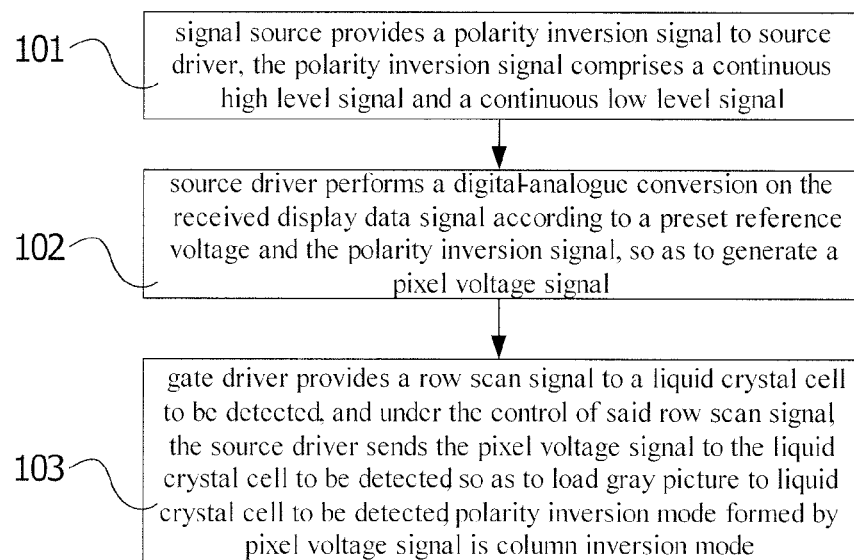 101
signal source provides a polarity inversion signal to source
driver, the polarity inversion signal comprises a continuous
high level signal and a continuous low level signal
102
source driver performs a digital-analogue conversion on the
received display data signal according to a preset reference
voltage and the polarity inversion signal, so as to generate a
pixel voltage signal
103
gate driver provides a row scan signal to a liquid crystal cell
to be detected, and under the control of said row scan signal,
the source driver sends the pixel voltage signal to the liquid
crystal cell to be detected, so as to load gray picture to liquid
crystal cell to be detected, polarity inversion mode formed by
pixel voltage signal is column inversion mode